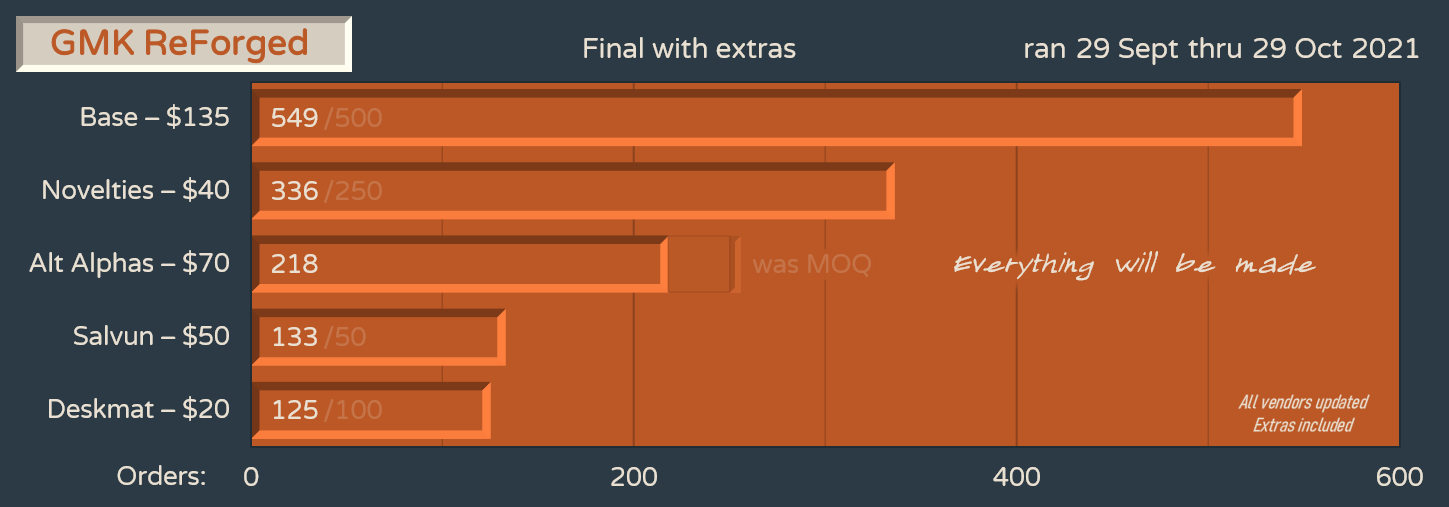 GMK ReForged
Final with extras
ran 29 Sept thru 29 Oct 2021
Base – $135
549 /500
Novelties – $40
336 /250
Alt Alphas – $70
218
was MOQ
Everything will be made
Salvun – $50
133 /50
Deskmat – $20
125 /100
All vendors updated
Extras included
Orders: 0 200 400 600